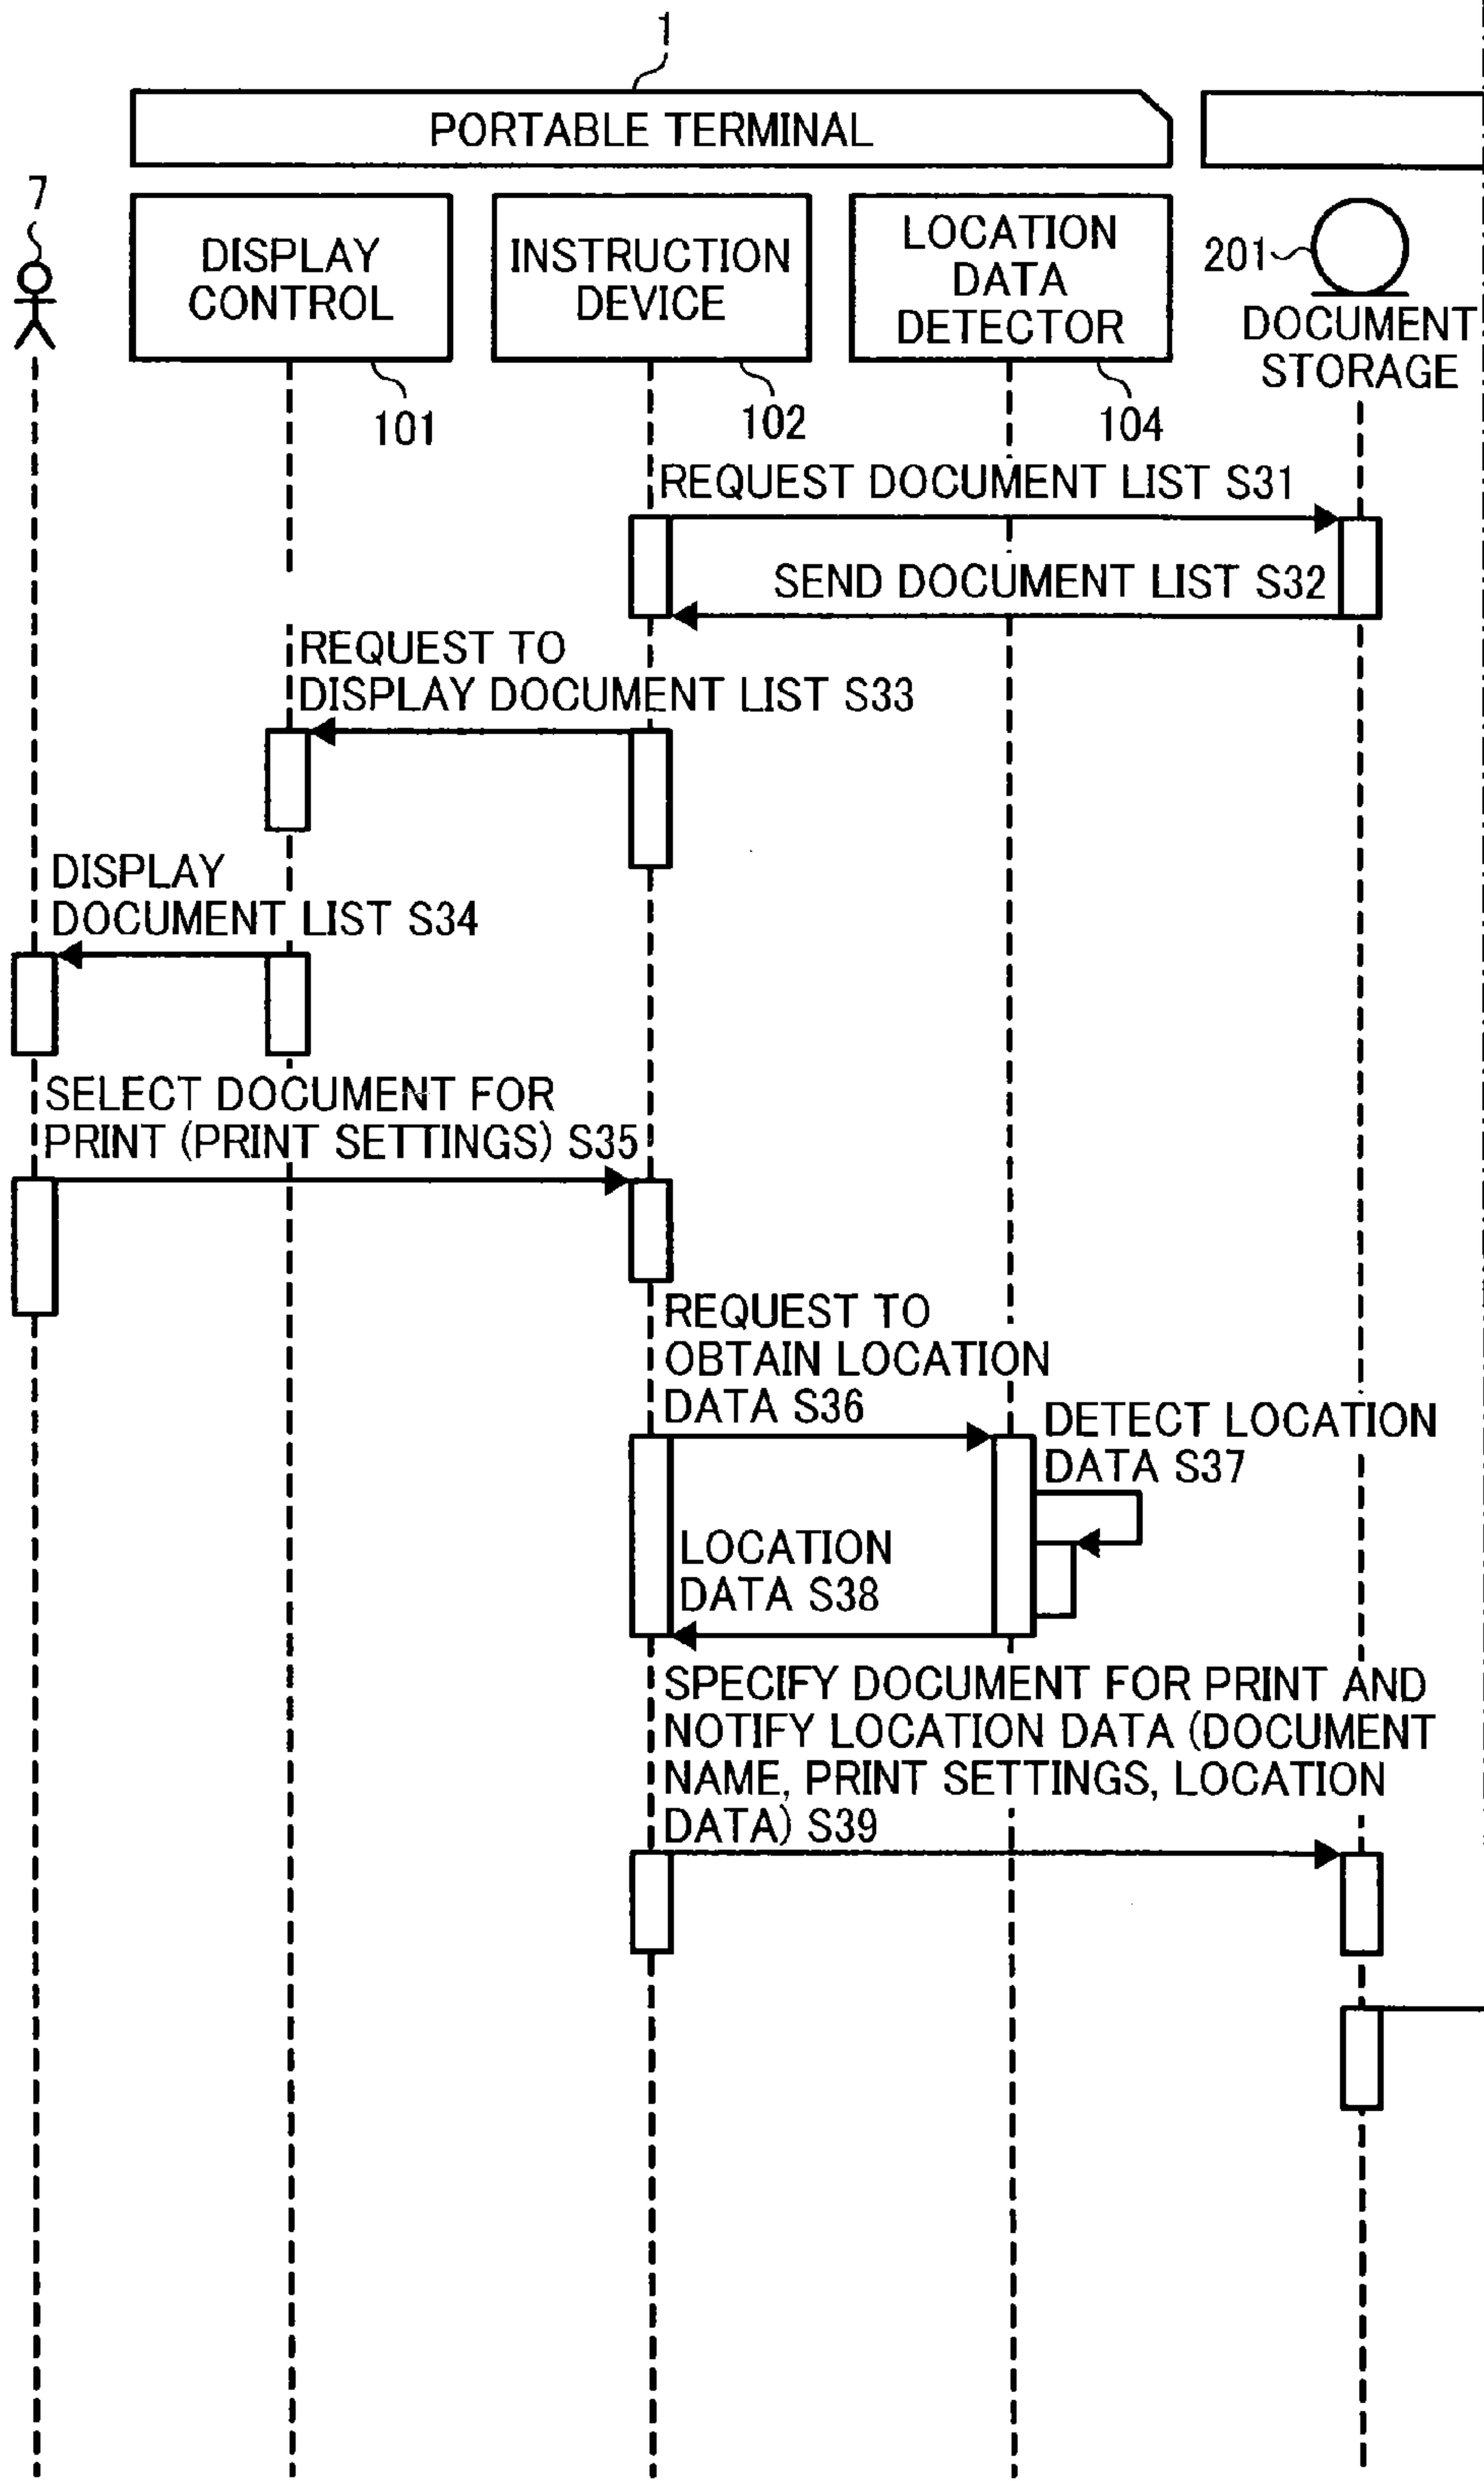 1
PORTABLE TERMINAL
7
DISPLAY
CONTROL
INSTRUCTION
DEVICE
LOCATION
DATA
DETECTOR
201
DOCUMENT
STORAGE
101
102
104
REQUEST DOCUMENT LIST S31
SEND DOCUMENT LIST S32
REQUEST TO
DISPLAY DOCUMENT LIST S33
DISPLAY
DOCUMENT LIST S34
SELECT DOCUMENT FOR
PRINT (PRINT SETTINGS) S35
REQUEST TO
OBTAIN LOCATION
DATA S36
DETECT LOCATION
DATA S37
LOCATION
DATA S38
SPECIFY DOCUMENT FOR PRINT AND
NOTIFY LOCATION DATA (DOCUMENT
NAME, PRINT SETTINGS, LOCATION
DATA) S39